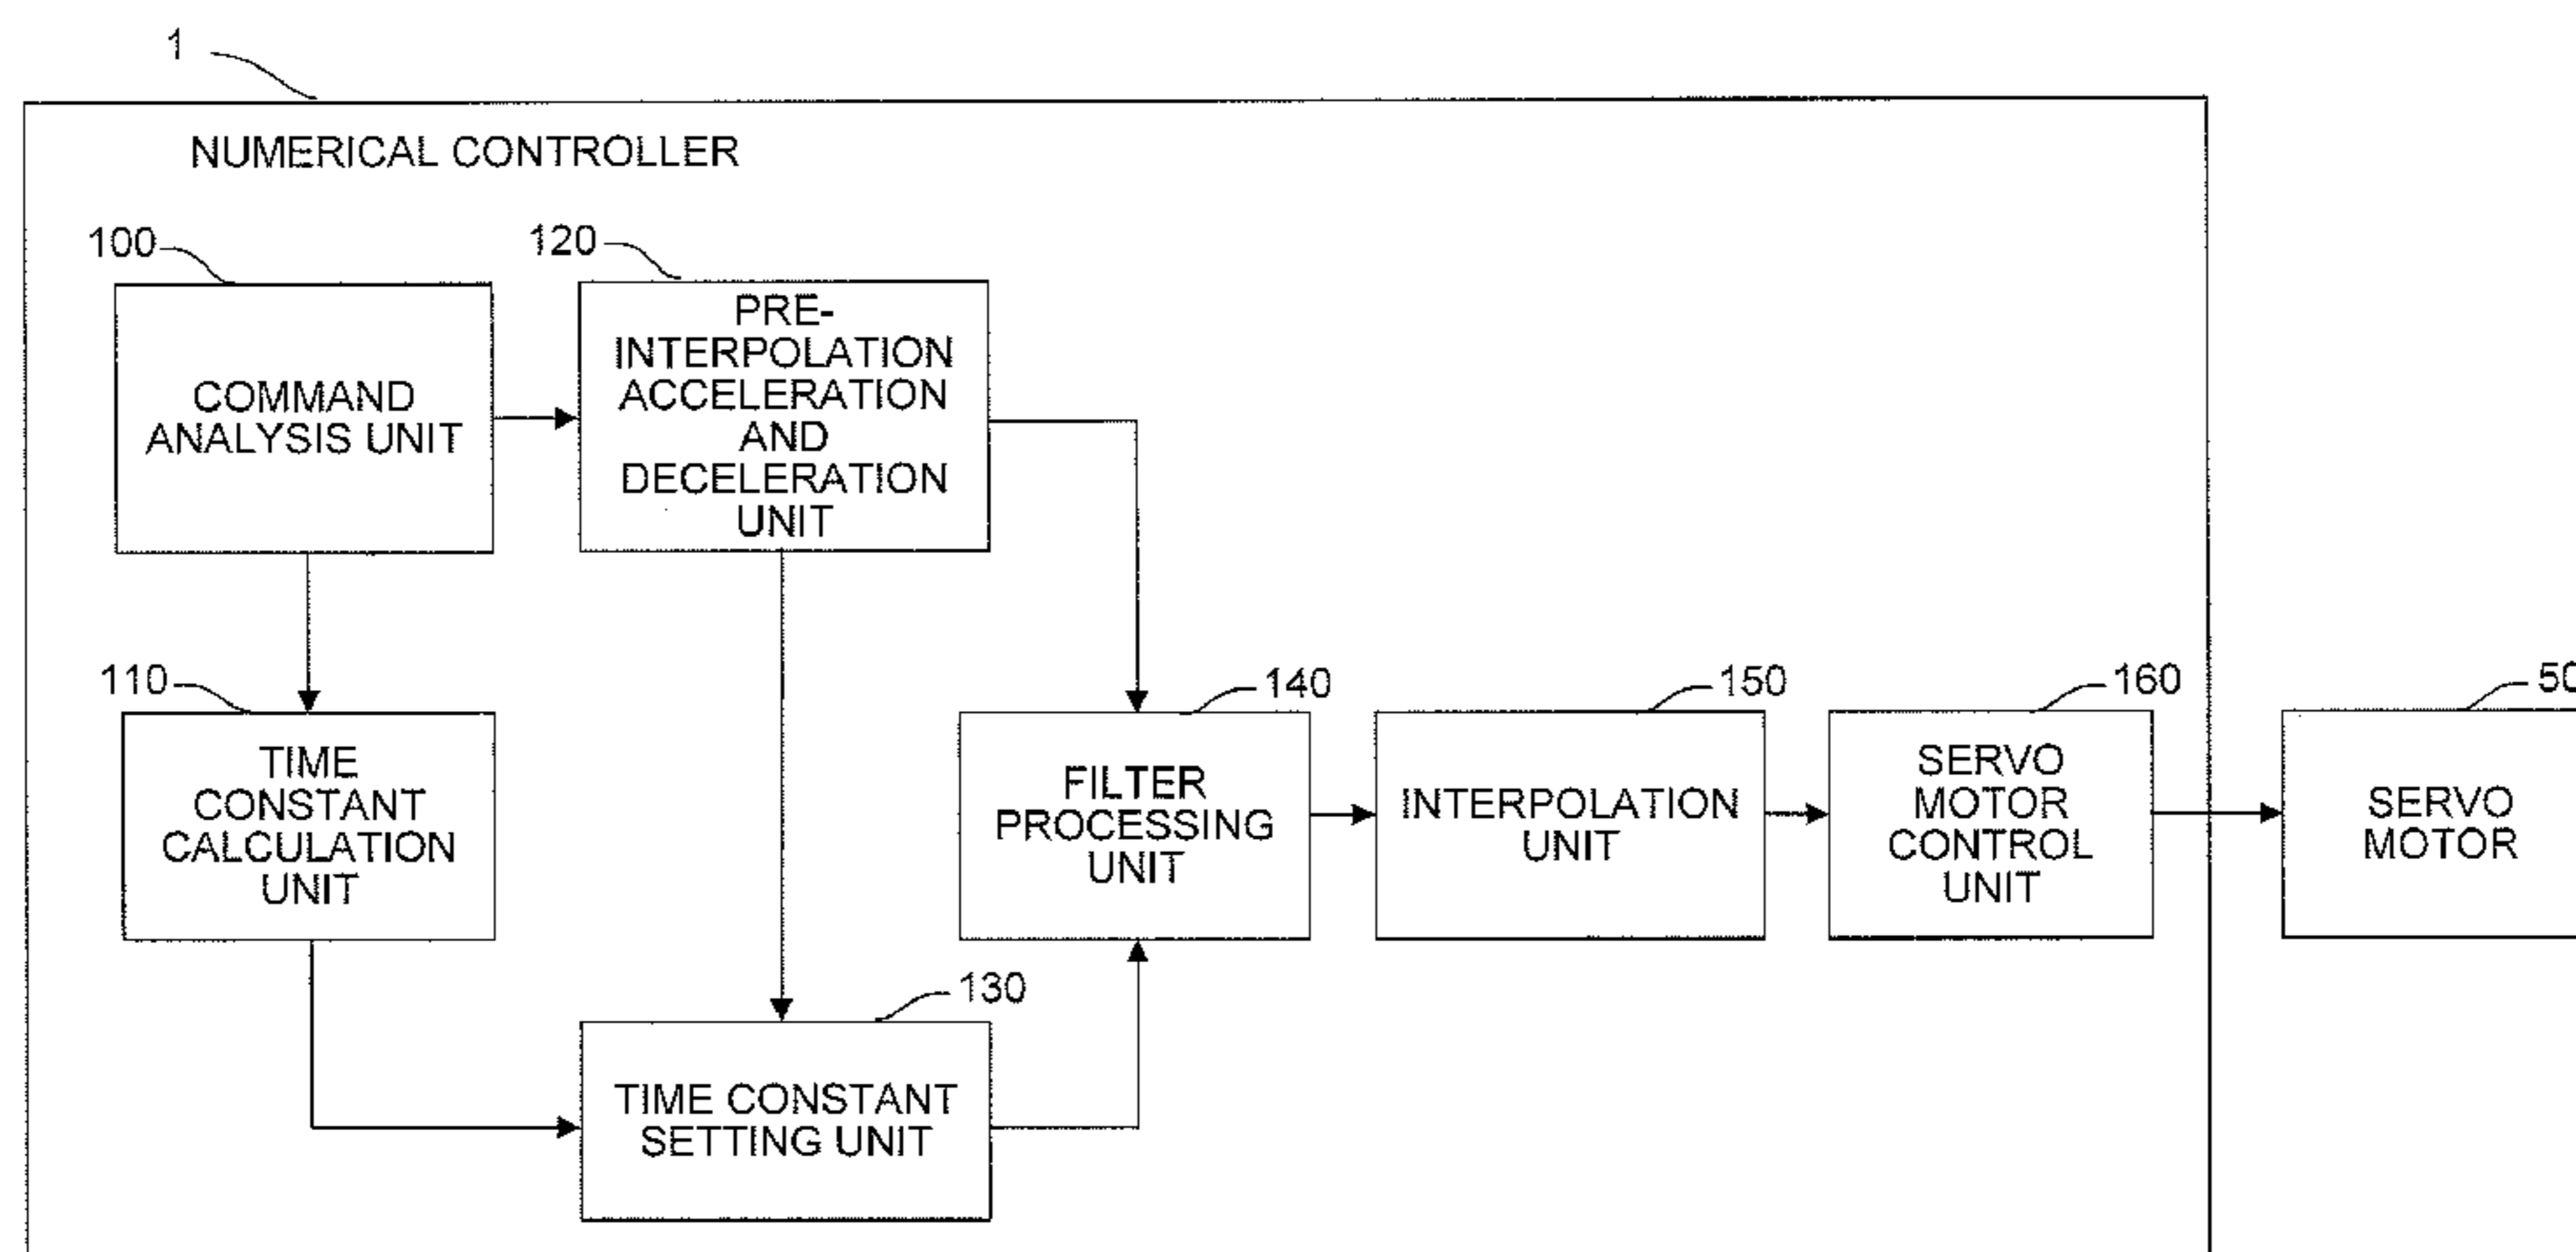 1
NUMERICAL CONTROLLER
100
120
COMMAND
ANALYSIS UNIT
PRE-
INTERPOLATION
ACCELERATION
AND
DECELERATION
UNIT
110
140
150
160
50
TIME
CONSTANT
CALCULATION
UNIT
FILTER
PROCESSING
UNIT
INTERPOLATION
UNIT
SERVO
MOTOR
CONTROL
UNIT
SERVO
MOTOR
130
TIME CONSTANT
SETTING UNIT